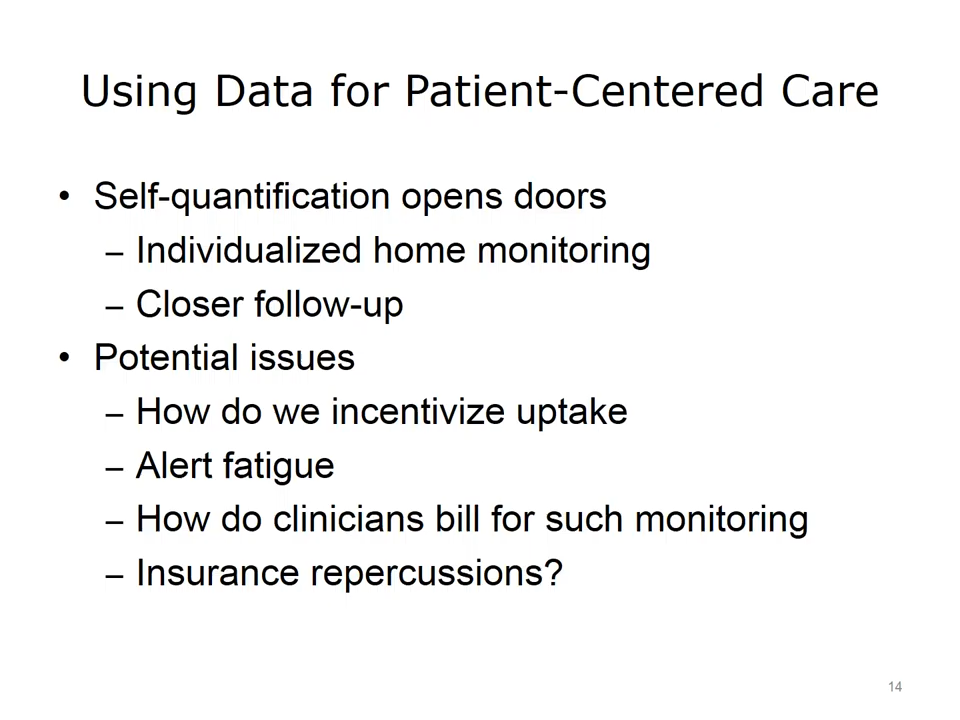 Using Data for Patient-Centered Care
• Self-quantification opens doors
– Individualized home monitoring
– Closer follow-up
• Potential issues
– How do we incentivize uptake
– Alert fatigue
– How do clinicians bill for such monitoring
– Insurance repercussions?
14